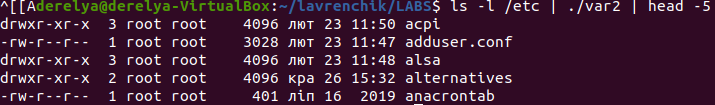 ^[[Aderelya@derelya-VirtualBox:~/lavrenchik/LABS$ ls -l /etc | ./var2 | head -5
drwxr-xr-x 3 root root 4096 лют 23 11:50 acpi
-rw-r--r-- 1 root root 3028 лют 23 11:47 adduser.conf
drwxr-xr-x 3 root root 4096 лют 23 11:48 alsa
drwxr-xr-x 2 root root 4096 кра 26 15:32 alternatives
-rw-r--r-- 1 root root 401 ліп 16 2019 anacrontab